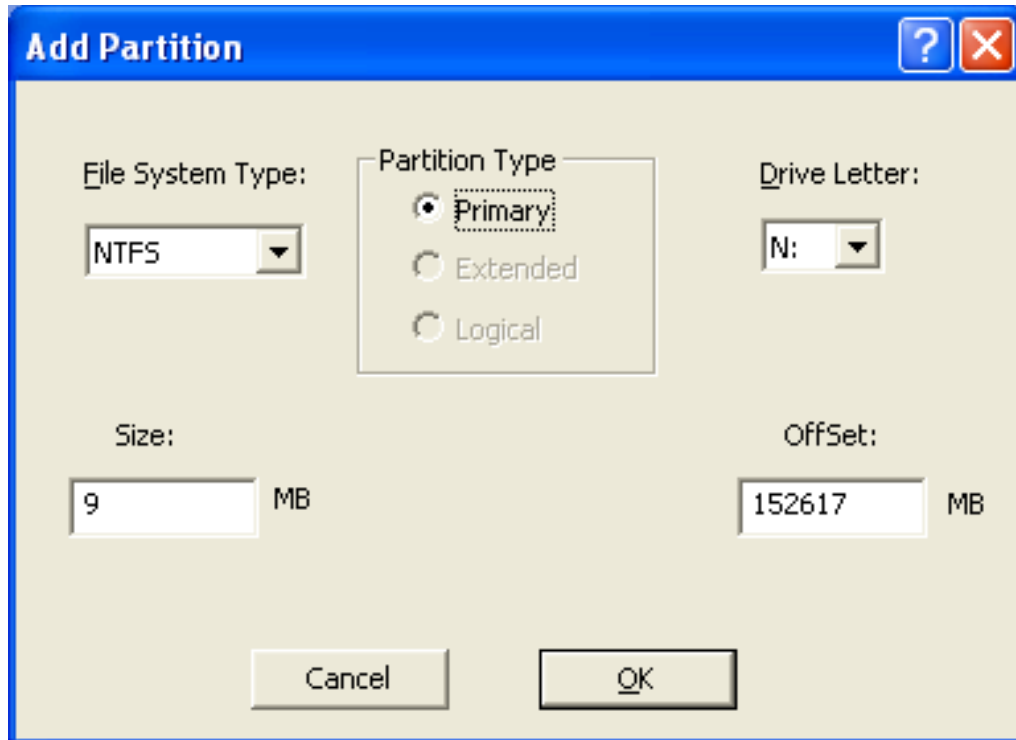 Add Partition
File System Type:
NTFS
Partition Type
Primary
Extended
Logical
Drive Letter:
N:
Size:
9 MB
OffSet:
152617 MB
Cancel
OK